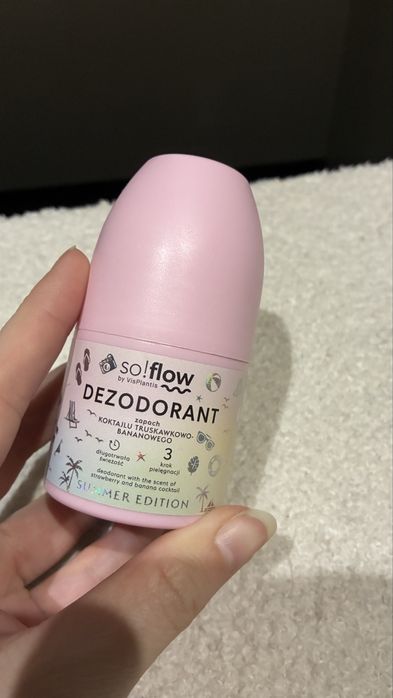 so!flow
by VisPlantis
DEZODORANT
zapach
KOKTAJLU TRUSKAWKOWO-
BANANOWEGO
długotrwała
świeżość
3
krok
pielęgnacji
deodorant with the scent of
strawberry and banana cocktail
SUMMER EDITION